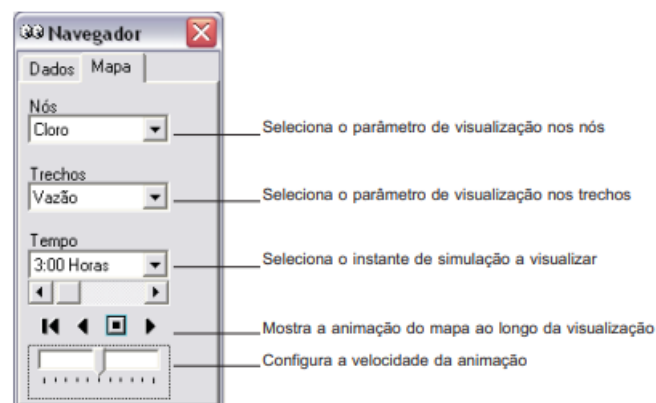 Navegador
Dados Mapa
Nós
Cloro
Seleciona o parâmetro de visualização nos nós
Trechos
Vazão
Seleciona o parâmetro de visualização nos trechos
Tempo
3:00 Horas
Seleciona o instante de simulação a visualizar
Mostra a animação do mapa ao longo da visualização
Configura a velocidade da animação